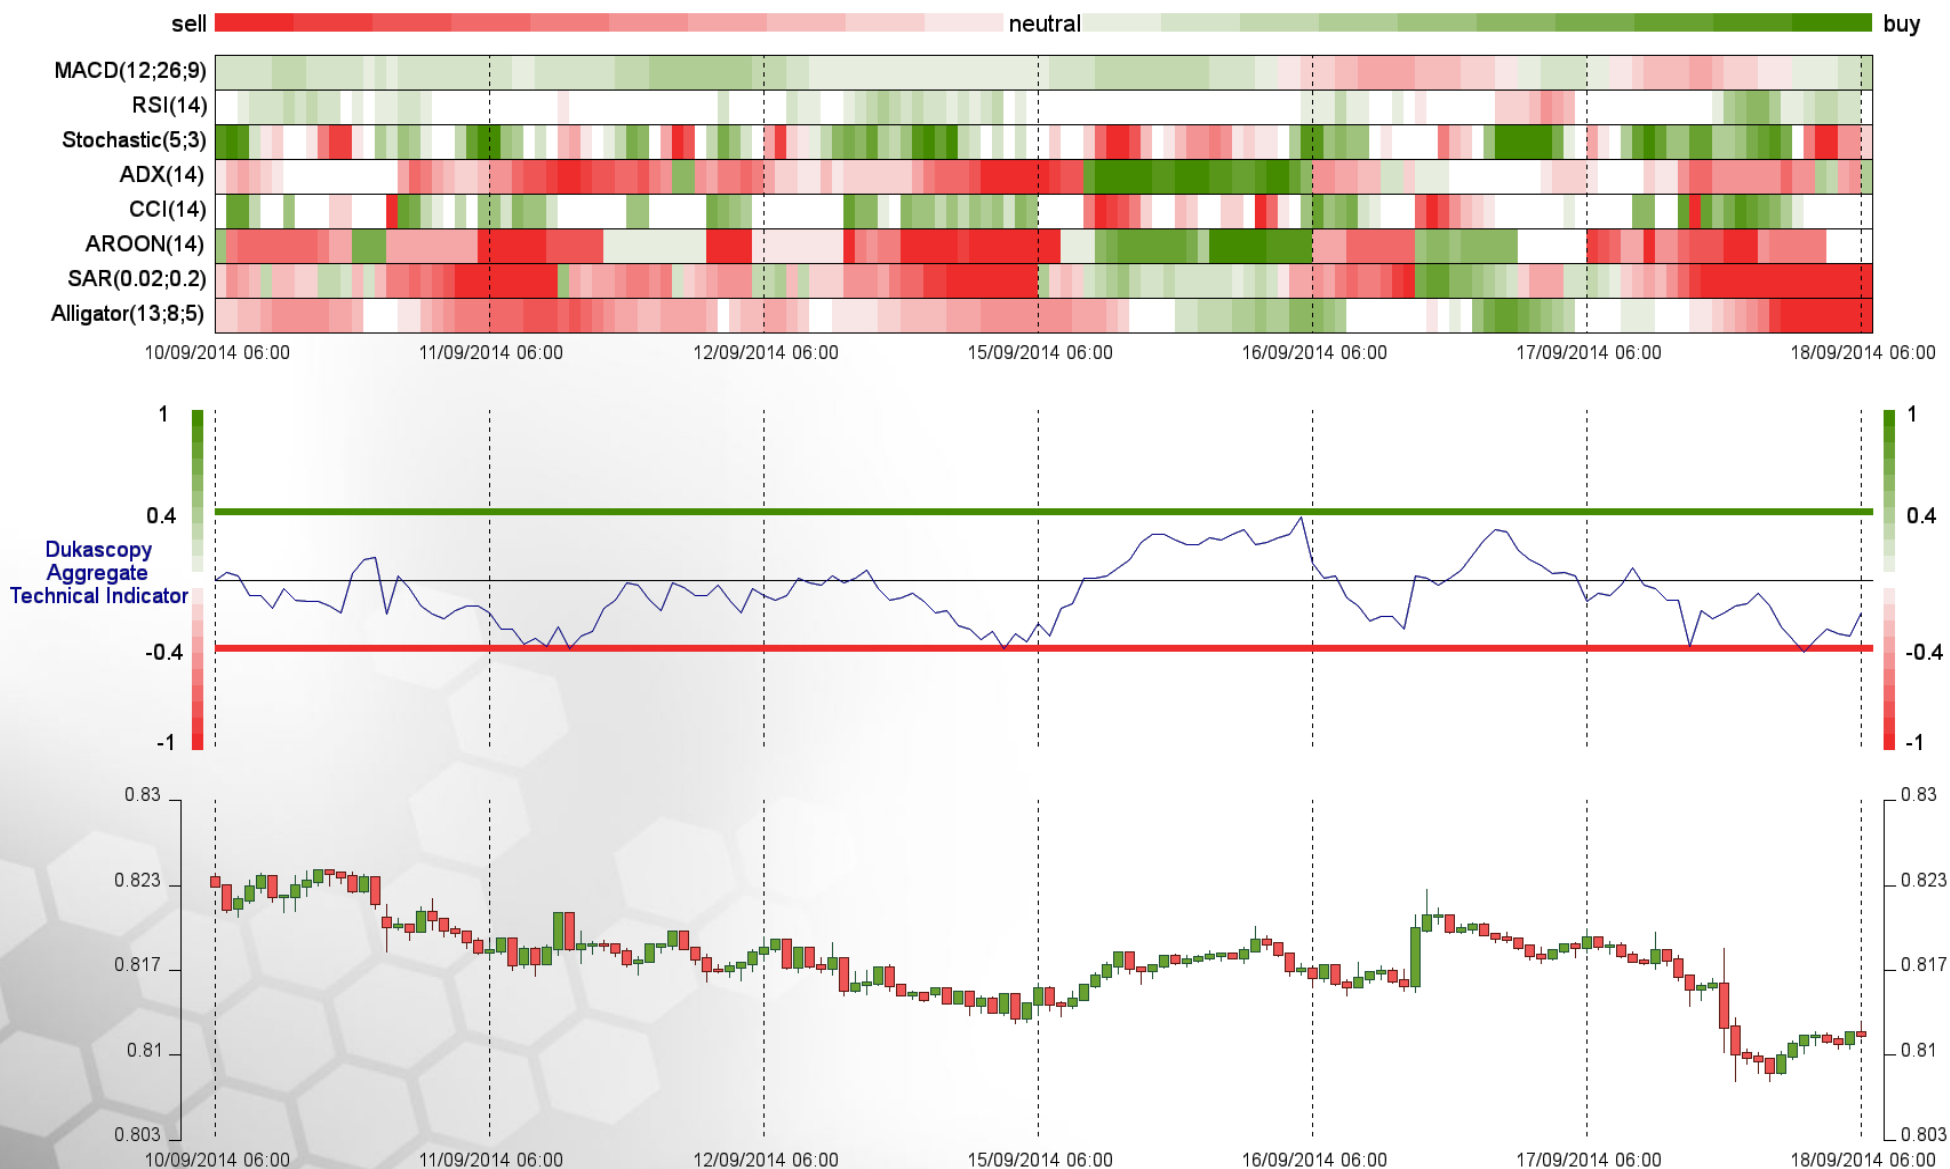 sell neutral buy
MACD(12;26;9)
RSI(14)
Stochastic(5;3)
ADX(14)
CCI(14)
AROON(14)
SAR(0.02;0.2)
Alligator(13;8;5)
10/09/2014 06:00 11/09/2014 06:00 12/09/2014 06:00 15/09/2014 06:00 16/09/2014 06:00 17/09/2014 06:00 18/09/2014 06:00
1 1
0.4 0.4
Dukascopy
Aggregate
Technical Indicator
-0.4 -0.4
-1 -1
0.83 0.83
0.823 0.823
0.817 0.817
0.81 0.81
0.803 0.803
10/09/2014 06:00 11/09/2014 06:00 12/09/2014 06:00 15/09/2014 06:00 16/09/2014 06:00 17/09/2014 06:00 18/09/2014 06:00